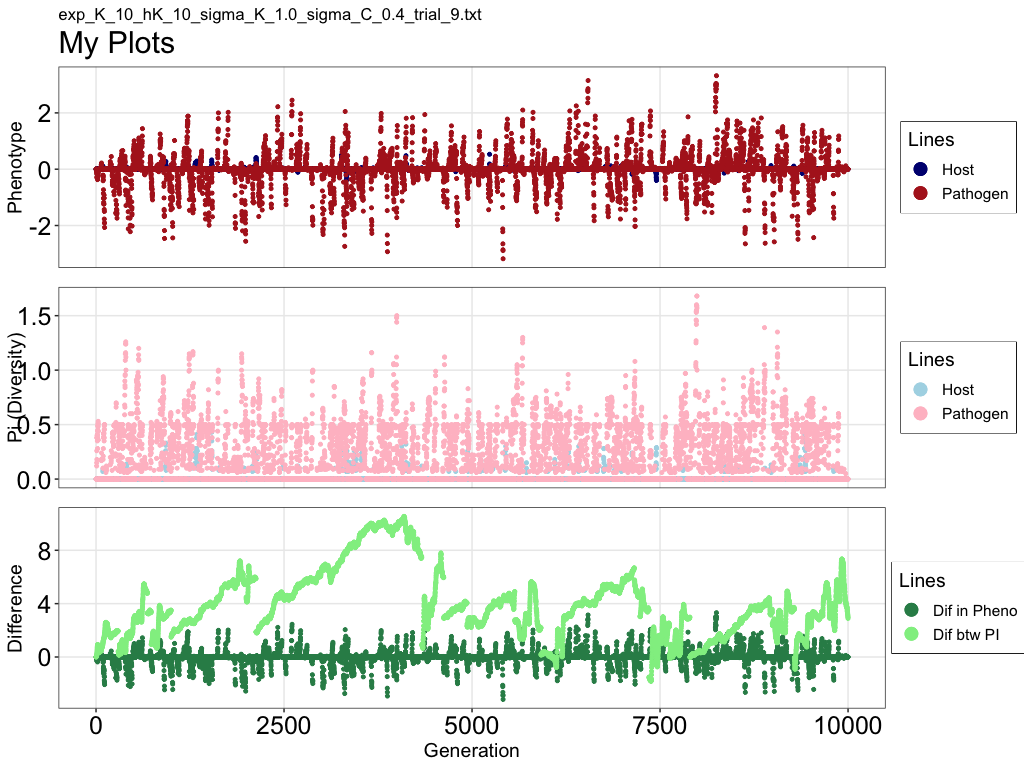 exp_K_10_hK_10_sigma_K_1.0_sigma_C_0.4_trial_9.txt
My Plots
Phenotype
2
0
-2
Lines
Host
Pathogen
Pi (Diversity)
1.5
1.0
0.5
0.0
Lines
Host
Pathogen
Difference
8
4
0
Lines
Dif in Pheno
Dif btw PI
0 2500 5000 7500 10000
Generation